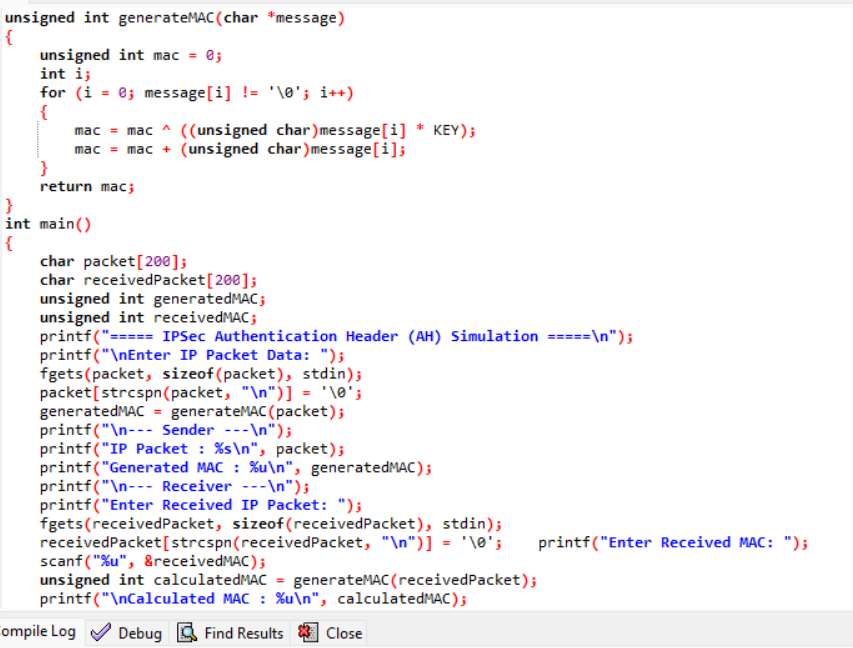 unsigned int generateMAC(char *message)
{
    unsigned int mac = 0;
    int i;
    for (i = 0; message[i] != '\0'; i++)
    {
        mac = mac ^ ((unsigned char)message[i] * KEY);
        mac = mac + (unsigned char)message[i];
    }
    return mac;
}
int main()
{
    char packet[200];
    char receivedPacket[200];
    unsigned int generatedMAC;
    unsigned int receivedMAC;
    printf("===== IPSec Authentication Header (AH) Simulation =====\n");
    printf("\nEnter IP Packet Data: ");
    fgets(packet, sizeof(packet), stdin);
    packet[strcspn(packet, "\n")] = '\0';
    generatedMAC = generateMAC(packet);
    printf("\n--- Sender ---\n");
    printf("IP Packet : %s\n", packet);
    printf("Generated MAC : %u\n", generatedMAC);
    printf("\n--- Receiver ---\n");
    printf("Enter Received IP Packet: ");
    fgets(receivedPacket, sizeof(receivedPacket), stdin);
    receivedPacket[strcspn(receivedPacket, "\n")] = '\0';    printf("Enter Received MAC: ");
    scanf("%u", &receivedMAC);
    unsigned int calculatedMAC = generateMAC(receivedPacket);
    printf("\nCalculated MAC : %u\n", calculatedMAC);
ompile Log Debug Find Results Close